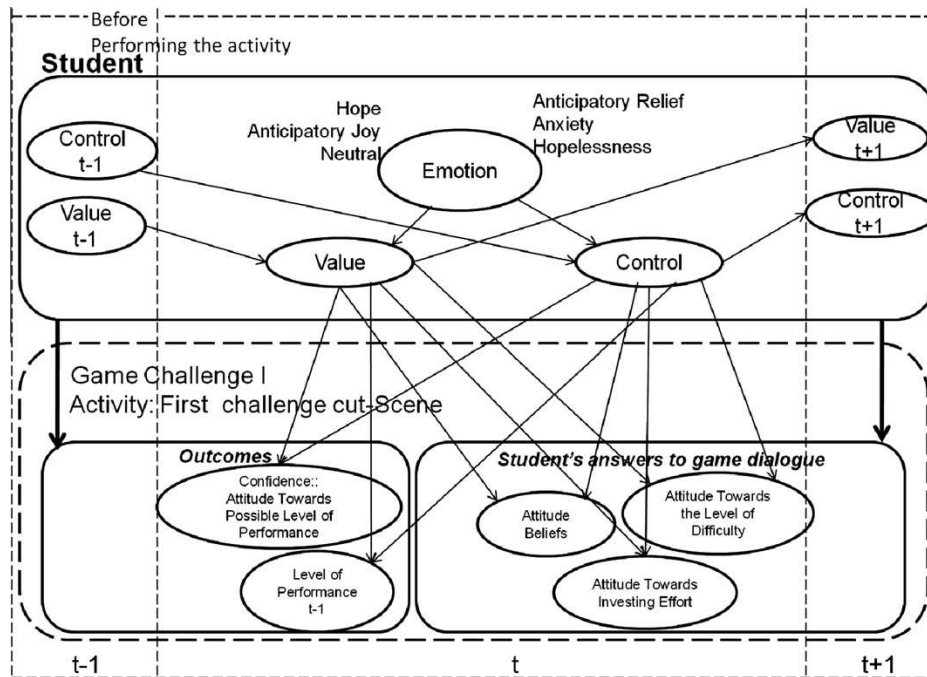 Before
Performing the activity
Student
Hope
Anticipatory Joy
Neutral
Anticipatory Relief
Anxiety
Hopelessness
Control
t-1
Emotion
Value
t+1
Value
t-1
Control
t+1
Value
Control
Game Challenge I
Activity: First challenge cut-Scene
Outcomes
Confidence::
Attitude Towards
Possible Level of
Performance
Level of
Performance
t-1
Student's answers to game dialogue
Attitude
Beliefs
Attitude Towards
the Level of
Difficulty
Attitude Towards
Investing Effort
t-1
t
t+1